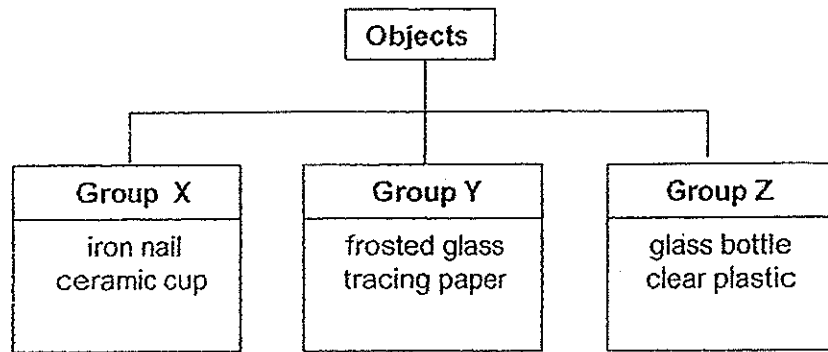 Objects
Group X
iron nail
ceramic cup
Group Y
frosted glass
tracing paper
Group Z
glass bottle
clear plastic